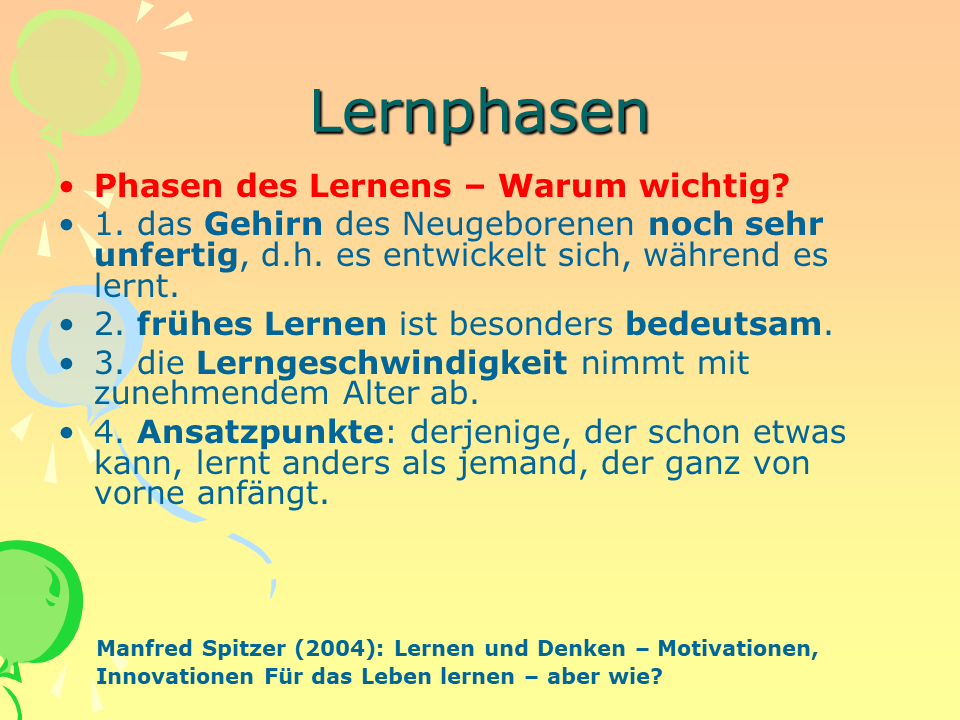 Lernphasen
• Phasen des Lernens – Warum wichtig?
• 1. das Gehirn des Neugeborenen noch sehr
unfertig, d.h. es entwickelt sich, während es
lernt.
• 2. frühes Lernen ist besonders bedeutsam.
• 3. die Lerngeschwindigkeit nimmt mit
zunehmendem Alter ab.
• 4. Ansatzpunkte: derjenige, der schon etwas
kann, lernt anders als jemand, der ganz von
vorne anfängt.
Manfred Spitzer (2004): Lernen und Denken – Motivationen,
Innovationen Für das Leben lernen – aber wie?